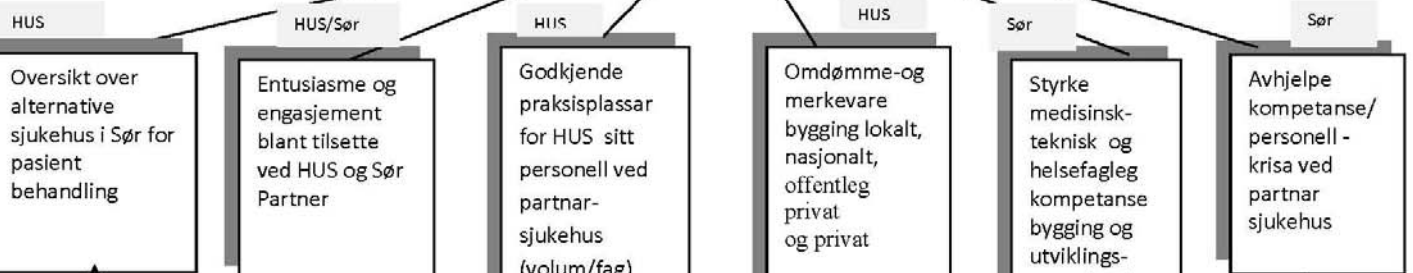 HUS
Oversikt over
alternative
sjukehus i Sør for
pasient
behandling
HUS/Sør
Entusiasme og
engasjement
blant tilsette
ved HUS og Sør
Partner
HUS
Godkjende
praksisplassar
for HUS sitt
personell ved
partnar-
sjukehus
(volum/fag)
HUS
Omdømme-og
merkevare
bygging lokalt,
nasjonalt,
offentleg
privat
og privat
Sør
Styrke
medisinsk-
teknisk og
helsefagleg
kompetanse
bygging og
utviklings-
Sør
Avhjelpe
kompetanse/
personell -
krisa ved
partnar
sjukehus